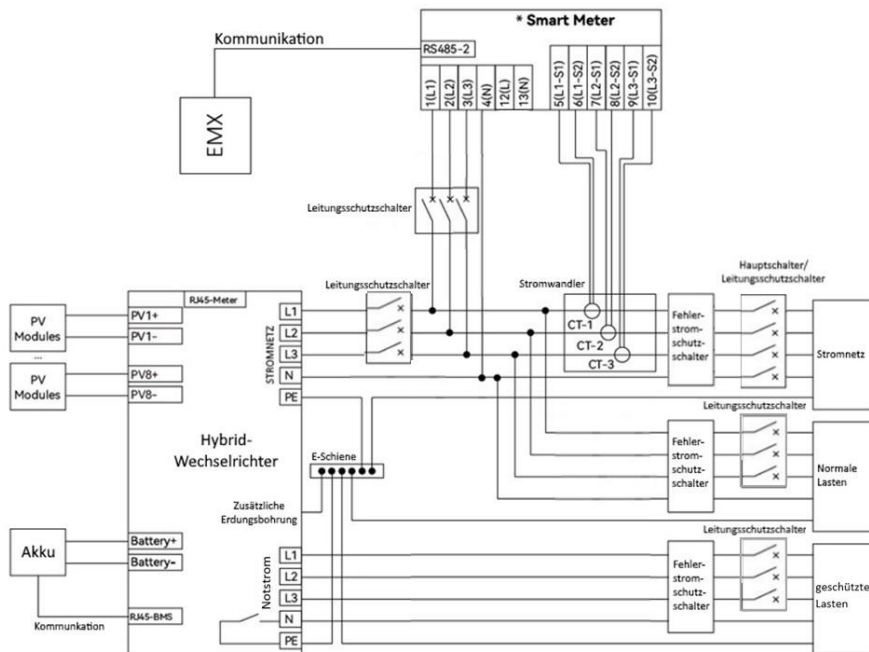 * Smart Meter
Kommunikation
RS485-2
1(L1)
2(L2)
3(L3)
4(N)
12(L)
13(N)
5(L1-S1)
6(L1-S2)
7(L2-S1)
8(L2-S2)
9(L3-S1)
10(L3-S2)
EMX
Leitungsschutzschalter
Hauptschalter/
Leitungsschutzschalter
Leitungsschutzschalter
Stromwandler
RJ45-Meter
PV
Modules
...
PV
Modules
PV1+
PV1-
PV8+
PV8-
STROMNETZ
L1
L2
L3
N
PE
CT-1
CT-2
CT-3
Fehler-
strom-
schutz-
schalter
Stromnetz
Hybrid-
Wechselrichter
E-Schiene
Leitungsschutzschalter
Fehler-
strom-
schutz-
schalter
Normale
Lasten
Zusätzliche
Erdungsbohrung
Akku
Battery+
Battery-
RJ45-BMS
Kommunkation
Notstrom
L1
L2
L3
N
PE
Leitungsschutzschalter
Fehler-
strom-
schutz-
schalter
geschützte
Lasten